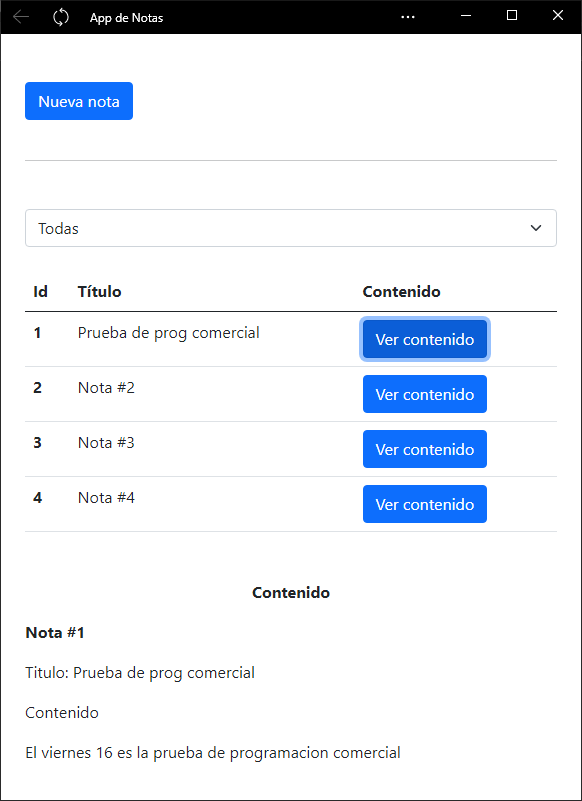 App de Notas
Nueva nota
Todas
Id Título Contenido
1 Prueba de prog comercial Ver contenido
2 Nota #2 Ver contenido
3 Nota #3 Ver contenido
4 Nota #4 Ver contenido
Contenido
Nota #1
Titulo: Prueba de prog comercial
Contenido
El viernes 16 es la prueba de programacion comercial